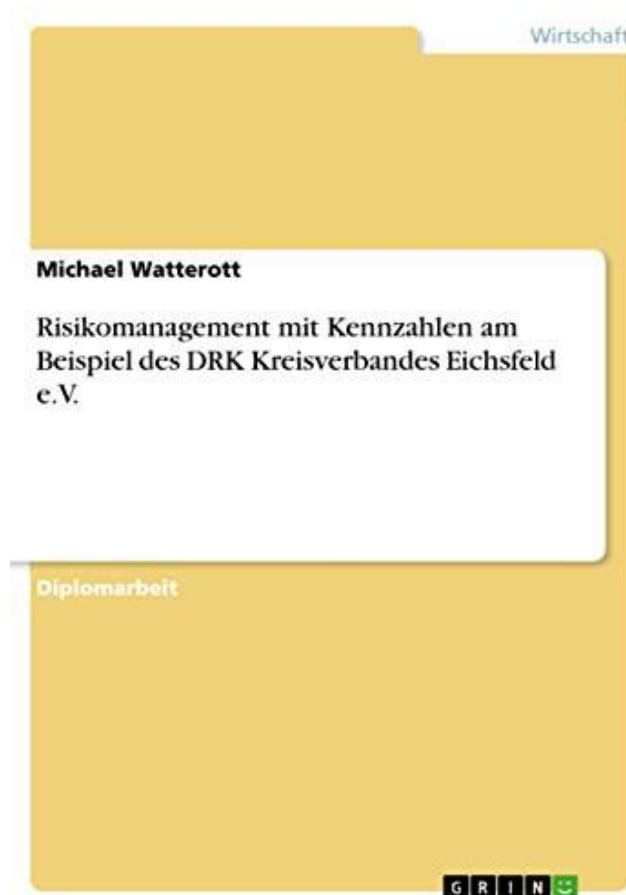 Wirtschaft
Michael Watterott
Risikomanagement mit Kennzahlen am
Beispiel des DRK Kreisverbandes Eichsfeld
e.V.
Diplomarbeit
GRIN